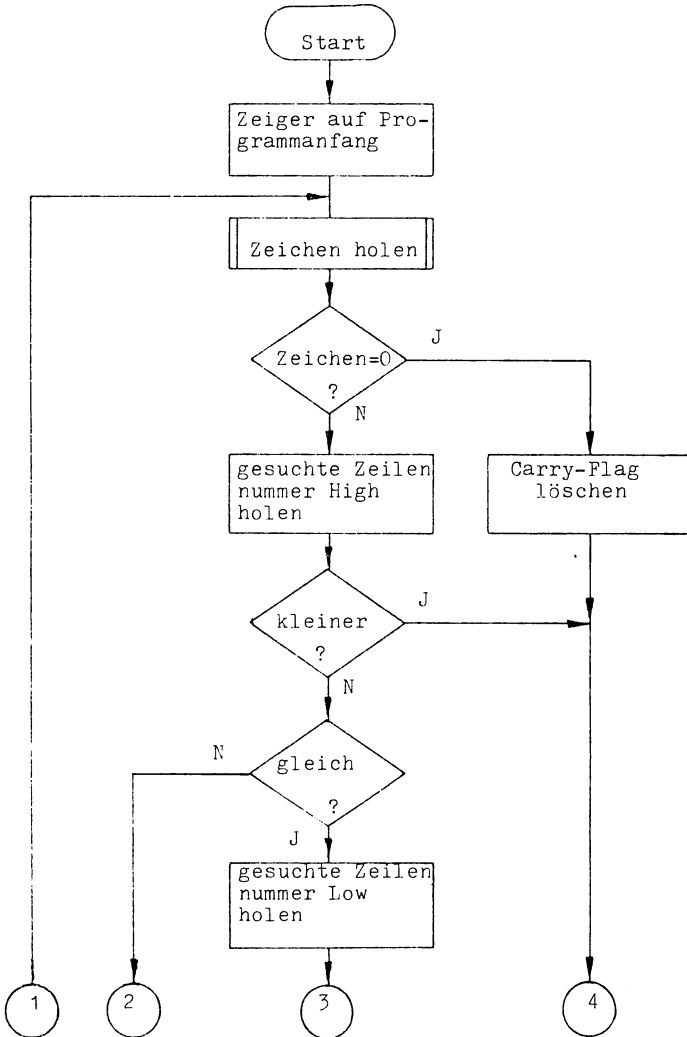 Start
Zeiger auf Pro-
grammanfang
Zeichen holen
J
Zeichen=0
?
N
gesuchte Zeilen
nummer High
holen
Carry-Flag
löschen
J
kleiner
?
N
N
gleich
?
J
gesuchte Zeilen
nummer Low
holen
1
2
3
4